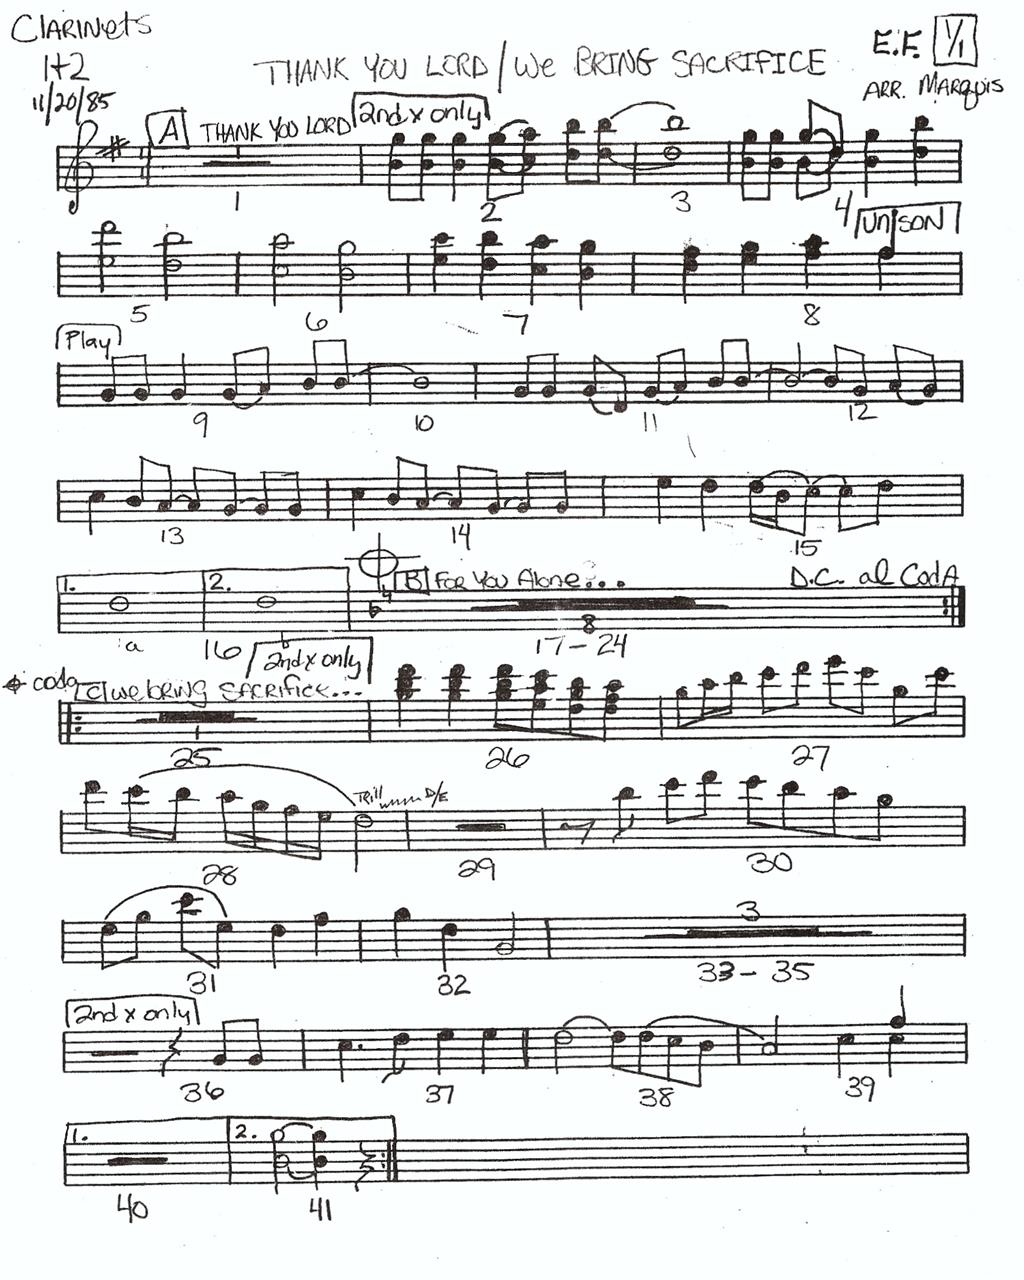 CLARINETS
1+2
11/20/85
THANK YOU LORD / We BRING SACRIFICE
E.F. 1/1
ARR. MARQUIS
A THANK YOU LORD 2nd x only
1 2 3 4
UNISON
5 6 7 8
Play
9 10 11 12
13 14 15
1. 2. B FOR YOU Alone... D.C. al CodA
a 16 8
17-24
coda C we bring SACRIFICE... 2nd x only
1
25 26 27
Trill D/E
28 29 30
3
31 32 33-35
2nd x only
36 37 38 39
1. 2.
40 41